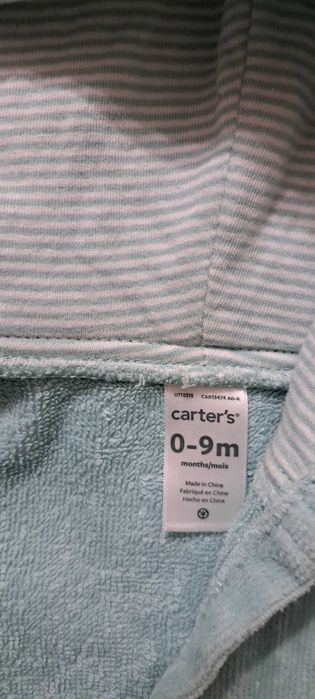 carter's®
0-9m
months/mois
Made in China
Fabriqué en Chine
Hecho en China